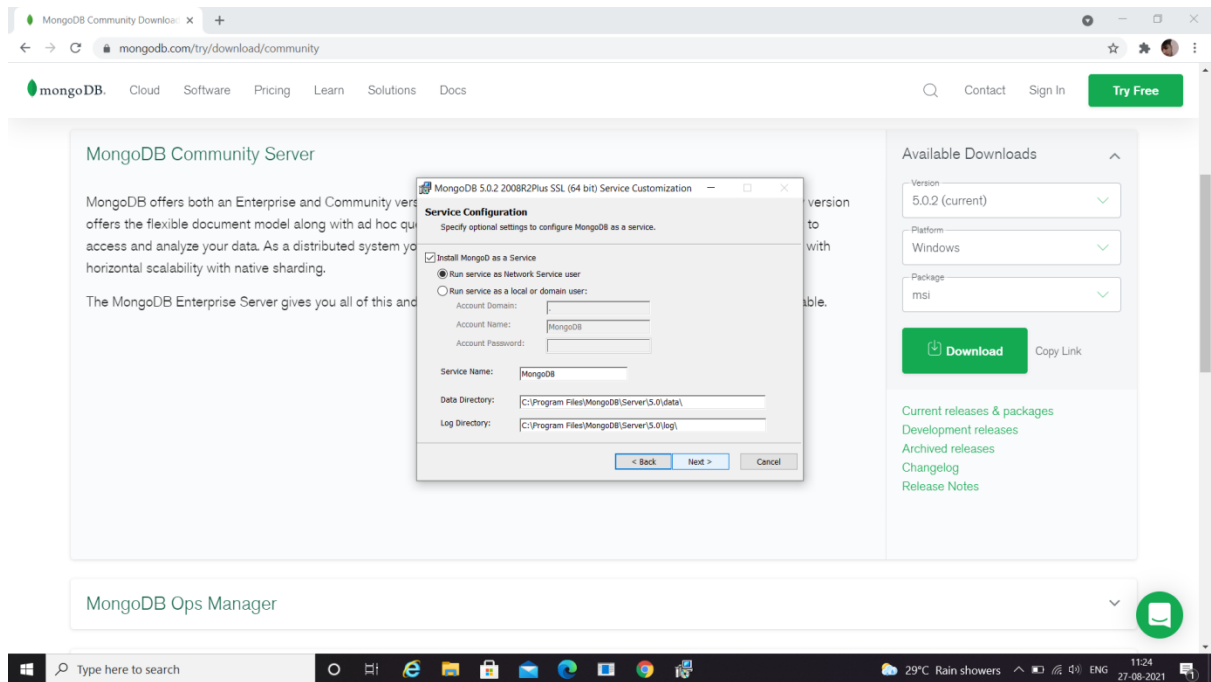 MongoDB Community Download
mongodb.com/try/download/community
mongoDB. Cloud Software Pricing Learn Solutions Docs Contact Sign In Try Free
MongoDB Community Server
MongoDB offers both an Enterprise and Community vers version
offers the flexible document model along with ad hoc qu to
access and analyze your data. As a distributed system yo with
horizontal scalability with native sharding.
The MongoDB Enterprise Server gives you all of this and able.
MongoDB 5.0.2 2008R2Plus SSL (64 bit) Service Customization
Service Configuration
Specify optional settings to configure MongoDB as a service.
Install MongoD as a Service
Run service as Network Service user
Run service as a local or domain user:
Account Domain: .
Account Name: MongoDB
Account Password:
Service Name: MongoDB
Data Directory: C:\Program Files\MongoDB\Server\5.0\data\
Log Directory: C:\Program Files\MongoDB\Server\5.0\log\
< Back Next > Cancel
Available Downloads
Version
5.0.2 (current)
Platform
Windows
Package
msi
Download Copy Link
Current releases & packages
Development releases
Archived releases
Changelog
Release Notes
MongoDB Ops Manager
Type here to search
29°C Rain showers ENG 11:24
27-08-2021
1